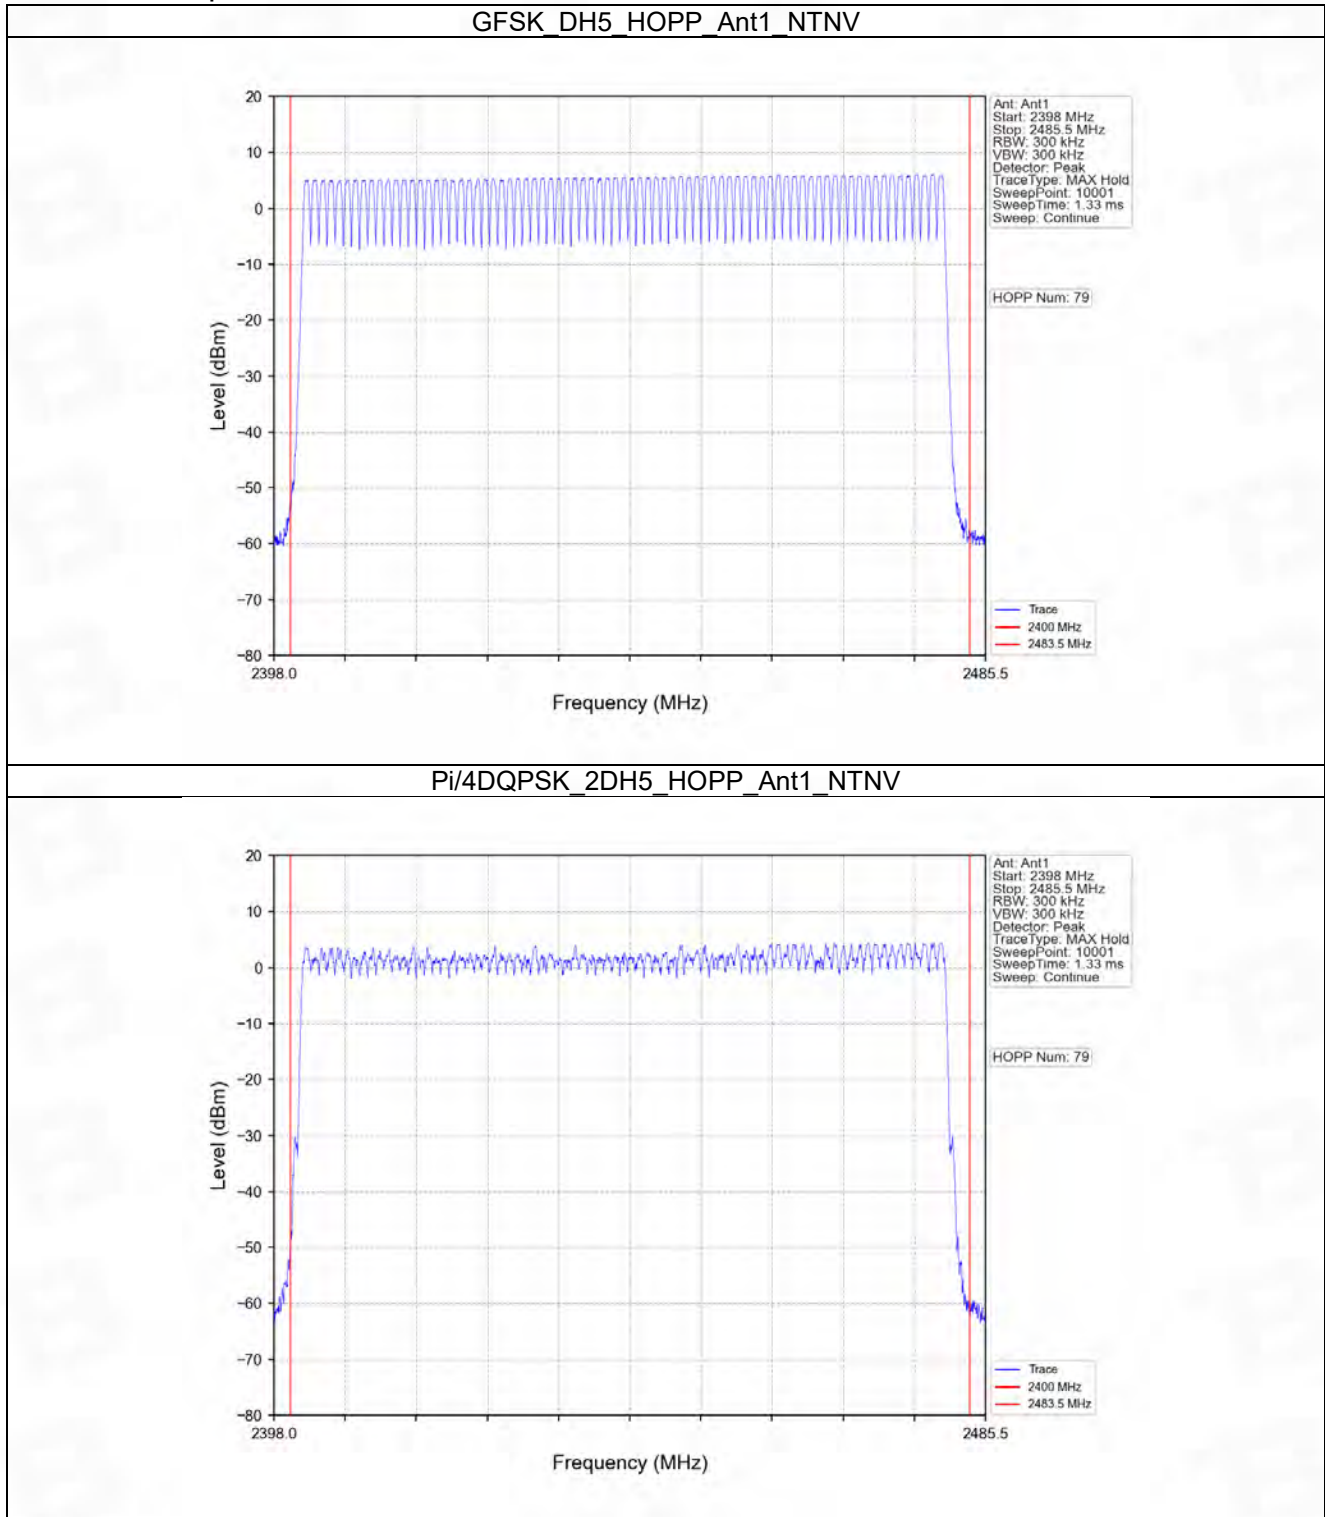 GFSK_DH5_HOPP_Ant1_NTNV
20
10
0
−10
−20
−30
−40
−50
−60
−70
−80
Level (dBm)
2398.0
2485.5
Frequency (MHz)
Ant: Ant1
Start: 2398 MHz
Stop: 2485.5 MHz
RBW: 300 kHz
VBW: 300 kHz
Detector: Peak
TraceType: MAX Hold
SweepPoint: 10001
SweepTime: 1.33 ms
Sweep: Continue
HOPP Num: 79
Trace
2400 MHz
2483.5 MHz
Pi/4DQPSK_2DH5_HOPP_Ant1_NTNV
20
10
0
−10
−20
−30
−40
−50
−60
−70
−80
Level (dBm)
2398.0
2485.5
Frequency (MHz)
Ant: Ant1
Start: 2398 MHz
Stop: 2485.5 MHz
RBW: 300 kHz
VBW: 300 kHz
Detector: Peak
TraceType: MAX Hold
SweepPoint: 10001
SweepTime: 1.33 ms
Sweep: Continue
HOPP Num: 79
Trace
2400 MHz
2483.5 MHz